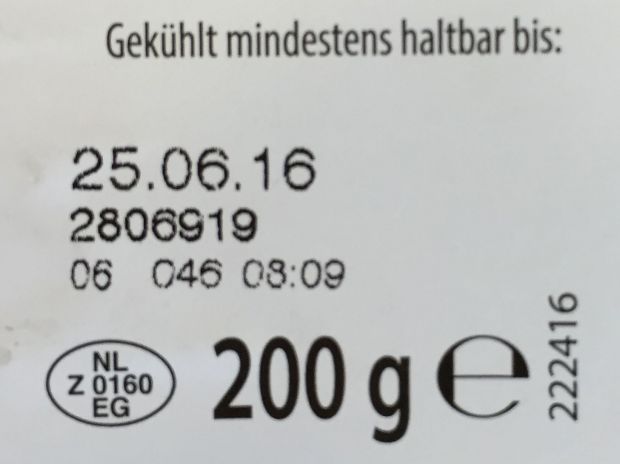 Gekühlt mindestens haltbar bis:
25.06.16
2806919
06 046 08:09
NL
Z 0160
EG
200 g ℮
222416